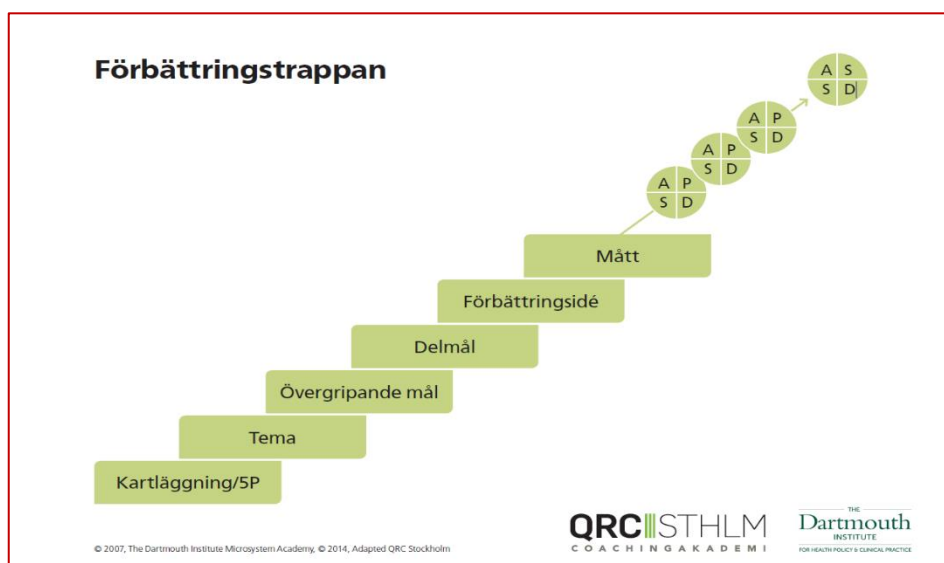 Förbättringstrappan
A S
S D
A P
S D
A P
S D
A P
S D
Mått
Förbättringsidé
Delmål
Övergripande mål
Tema
Kartläggning/5P
© 2007, The Dartmouth Institute Microsystem Academy, © 2014, Adapted QRC Stockholm
QRC STHLM
COACHINGAKADEMI
THE
Dartmouth
INSTITUTE
FOR HEALTH POLICY & CLINICAL PRACTICE